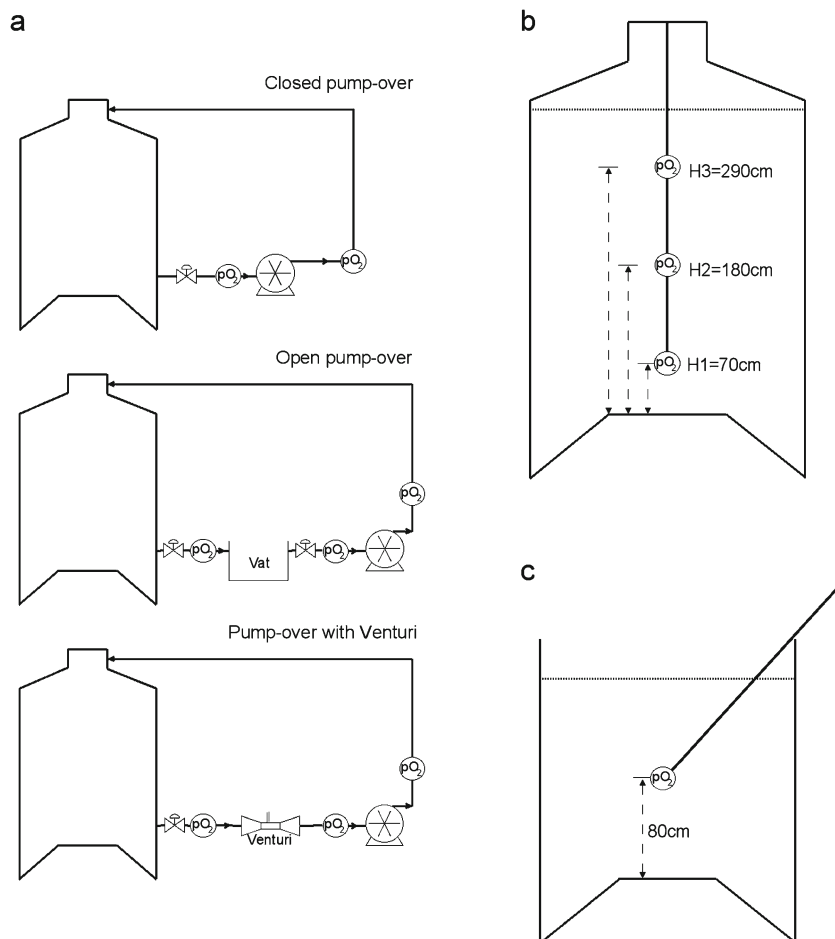 a
Closed pump-over
pO2
pO2
Open pump-over
pO2
pO2
Vat
pO2
Pump-over with Venturi
pO2
pO2
Venturi
pO2
b
pO2 H3=290cm
pO2 H2=180cm
pO2 H1=70cm
c
pO2
80cm